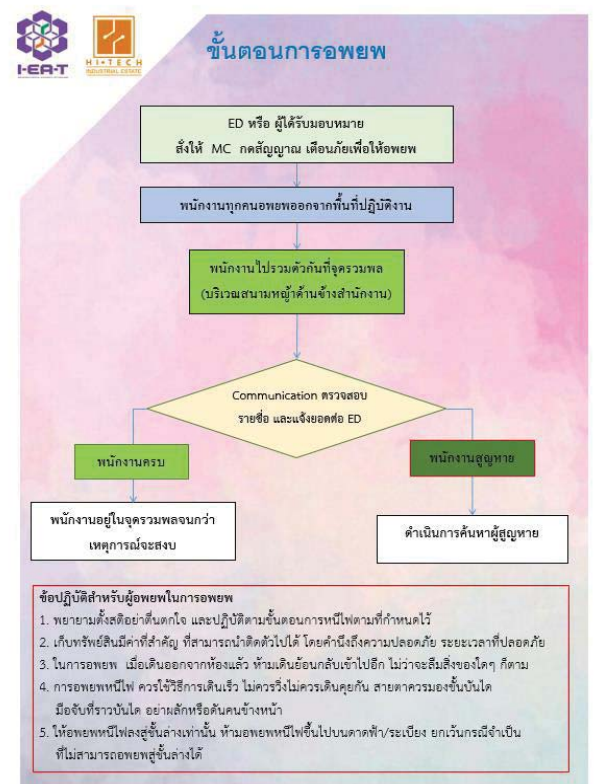 I-EA-T
HI-TECH
INDUSTRIAL ESTATE
ขั้นตอนการอพยพ
ED หรือ ผู้ได้รับมอบหมาย
สั่งให้ MC กดสัญญาณ เตือนภัยเพื่อให้อพยพ
พนักงานทุกคนอพยพออกจากพื้นที่ปฏิบัติงาน
พนักงานไปรวมตัวกันที่จุดรวมพล
(บริเวณสนามหญ้าด้านข้างสำนักงาน)
Communication ตรวจสอบ
รายชื่อ และแจ้งยอดต่อ ED
พนักงานครบ
พนักงานสูญหาย
พนักงานอยู่ในจุดรวมพลจนกว่า
เหตุการณ์จะสงบ
ดำเนินการค้นหาผู้สูญหาย
ข้อปฏิบัติสำหรับผู้อพยพในการอพยพ
1. พยายามตั้งสติอย่าตื่นตกใจ และปฏิบัติตามขั้นตอนการหนีไฟตามที่กำหนดไว้
2. เก็บทรัพย์สินมีค่าที่สำคัญ ที่สามารถนำติดตัวไปได้ โดยคำนึงถึงความปลอดภัย ระยะเวลาที่ปลอดภัย
3. ในการอพยพ เมื่อเดินออกจากห้องแล้ว ห้ามเดินย้อนกลับเข้าไปอีก ไม่ว่าจะลืมสิ่งของใดๆ ก็ตาม
4. การอพยพหนีไฟ ควรใช้วิธีการเดินเร็ว ไม่ควรวิ่งไม่ควรเดินคุยกัน สายตาควรมองขั้นบันได
มือจับที่ราวบันได อย่าผลักหรือดันคนข้างหน้า
5. ให้อพยพหนีไฟลงสู่ชั้นล่างเท่านั้น ห้ามอพยพหนีไฟขึ้นไปบนดาดฟ้า/ระเบียง ยกเว้นกรณีจำเป็น
ที่ไม่สามารถอพยพสู่ชั้นล่างได้